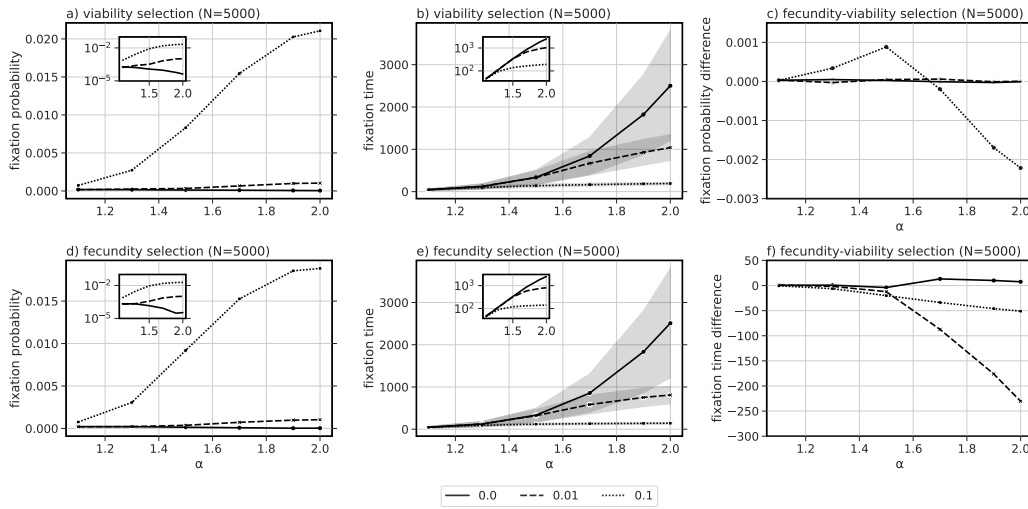 a) viability selection (N=5000)
fixation probability
0.020
0.015
0.010
0.005
0.000
10⁻²
10⁻⁵
1.5 2.0
1.2 1.4 1.6 1.8 2.0
b) viability selection (N=5000)
fixation time
3000
2000
1000
0
10³
10²
1.5 2.0
1.2 1.4 1.6 1.8 2.0
c) fecundity-viability selection (N=5000)
fixation probability difference
0.001
0.000
−0.001
−0.002
−0.003
1.2 1.4 1.6 1.8 2.0
α
d) fecundity selection (N=5000)
fixation probability
0.015
0.010
0.005
0.000
10⁻²
10⁻⁵
1.5 2.0
1.2 1.4 1.6 1.8 2.0
α
e) fecundity selection (N=5000)
fixation time
3000
2000
1000
0
10³
10²
1.5 2.0
1.2 1.4 1.6 1.8 2.0
α
f) fecundity-viability selection (N=5000)
fixation time difference
50
0
−50
−100
−150
−200
−250
−300
1.2 1.4 1.6 1.8 2.0
α
0.0 0.01 0.1